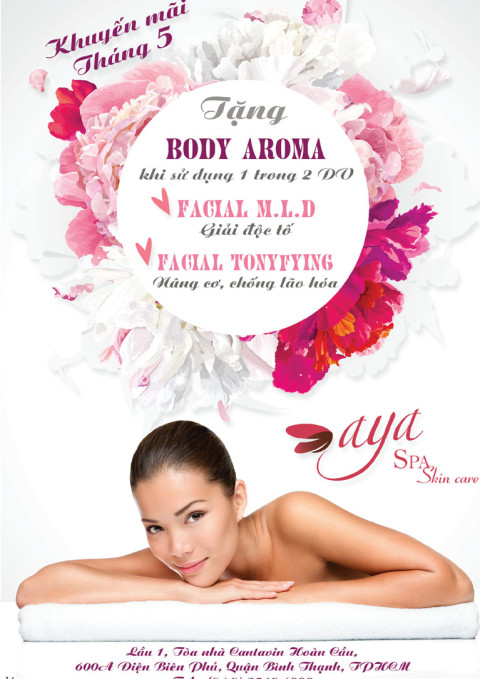 Khuyến mãi
Tháng 5
Tặng
BODY AROMA
khi sử dụng 1 trong 2 DV
FACIAL M.L.D
Giải độc tố
FACIAL TONYFYING
Nâng cơ, chống lão hóa
aya
SPA
Skin care
Lầu 1, Tòa nhà Cantavin Hoàn Cầu,
600A Điện Biên Phủ, Quận Bình Thạnh, TPHCM